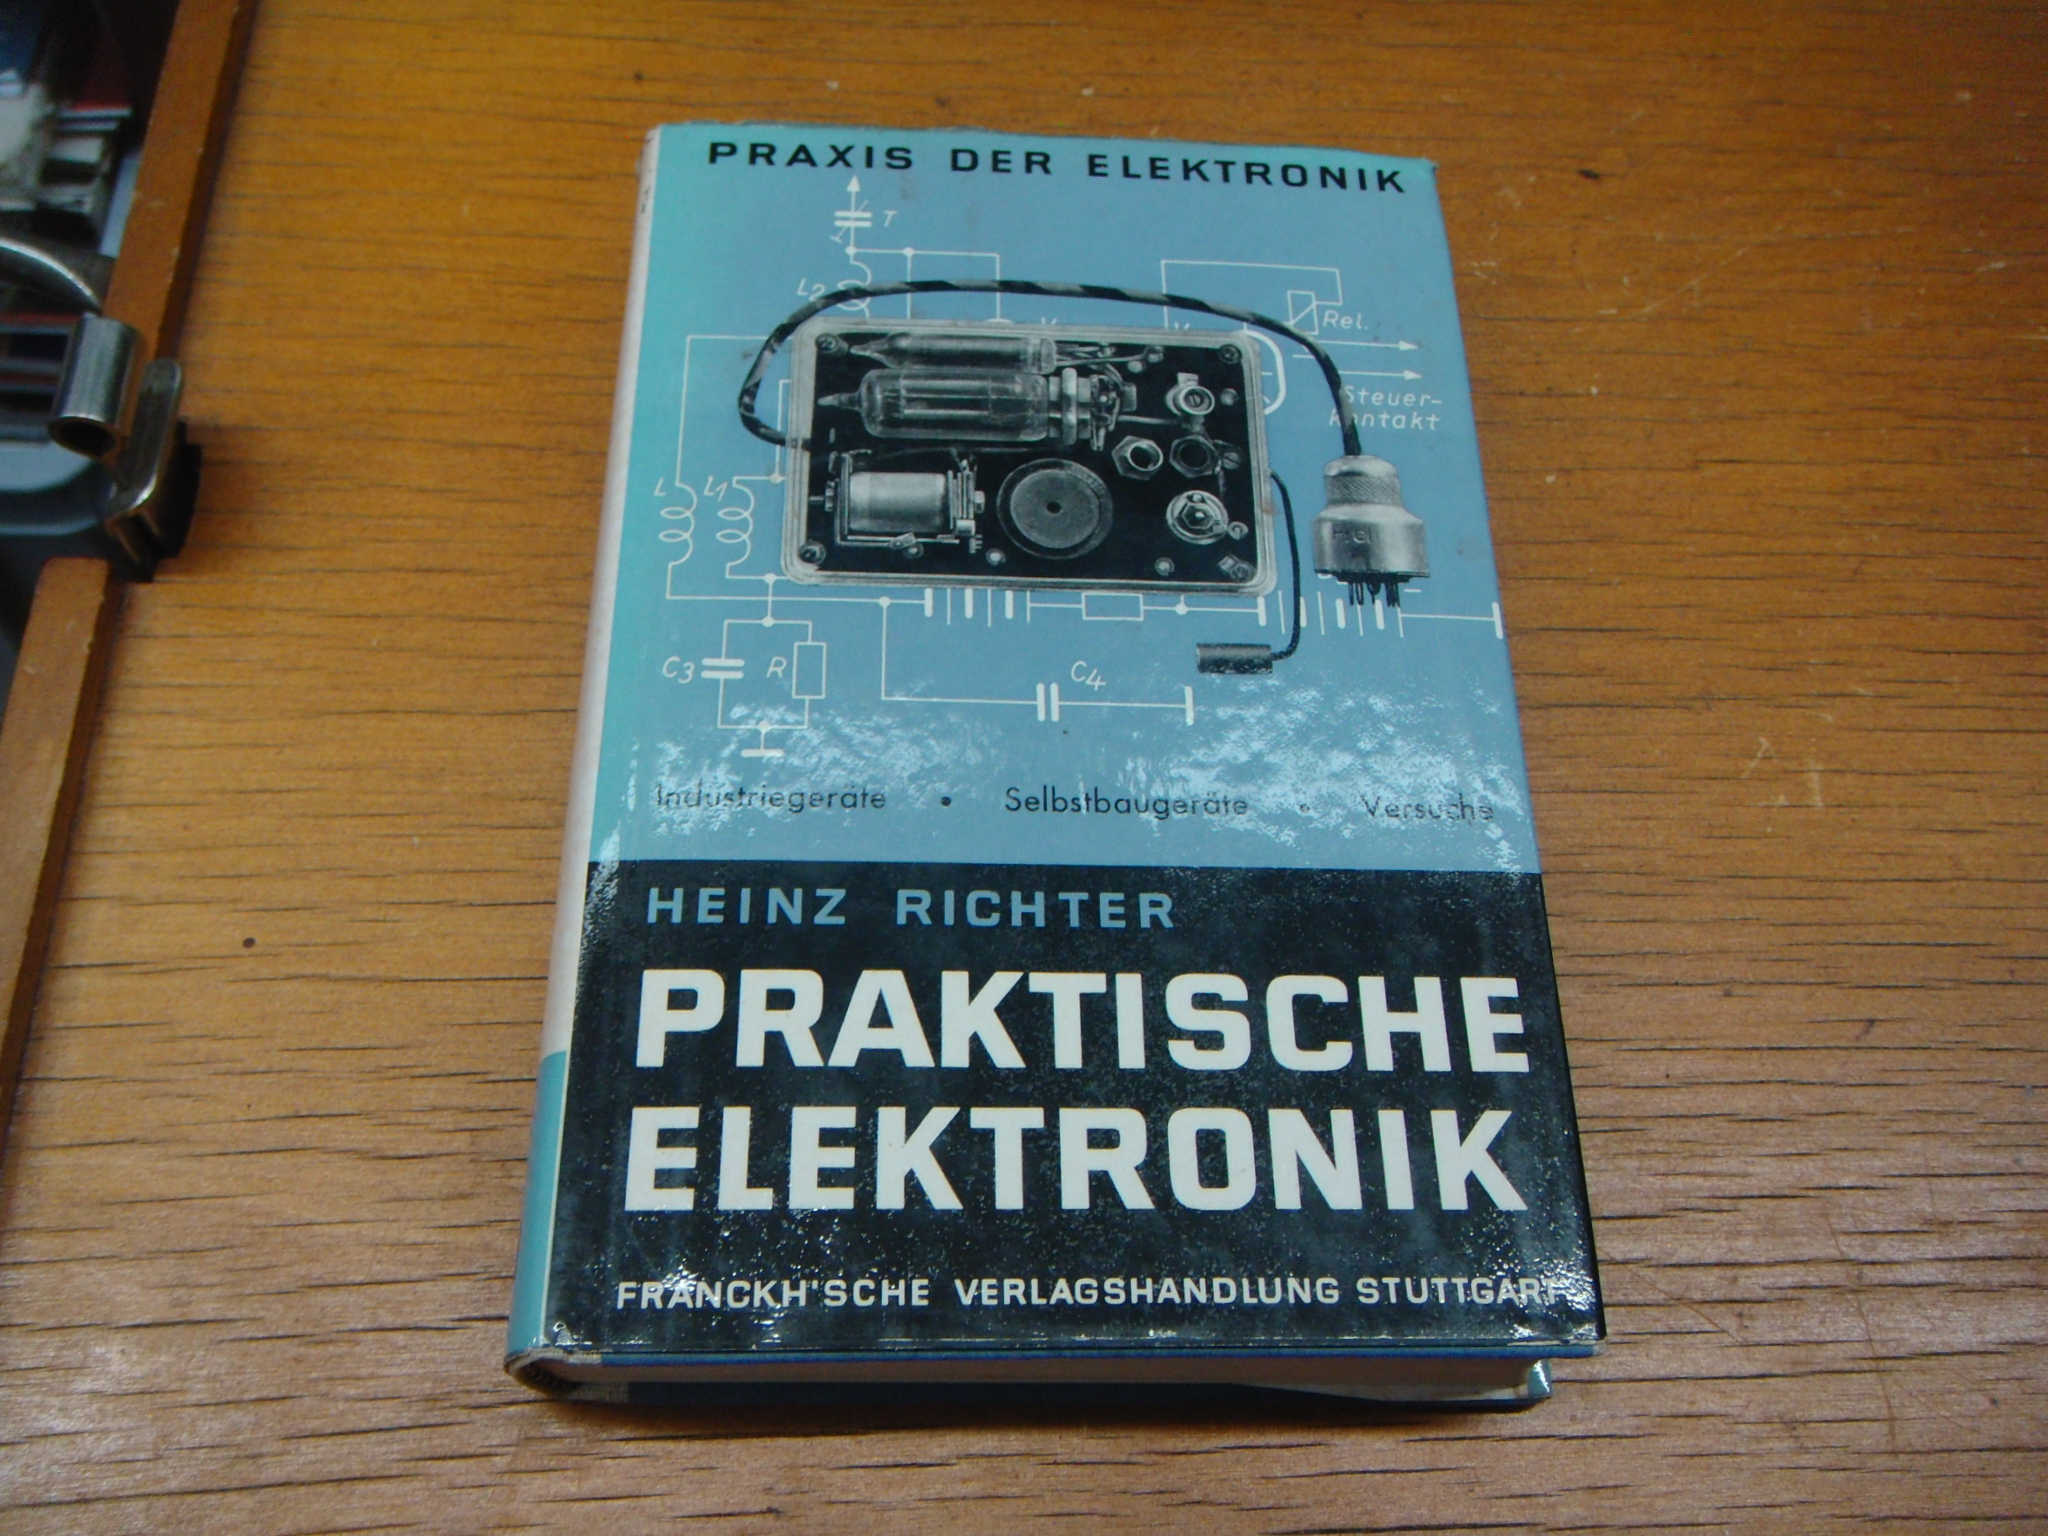 PRAXIS DER ELEKTRONIK
T
L2
Rel.
Steuer-
kontakt
L L1
C3 R C4
Industriegeräte • Selbstbaugeräte • Versuche
HEINZ RICHTER
PRAKTISCHE
ELEKTRONIK
FRANCKH'SCHE VERLAGSHANDLUNG STUTTGART